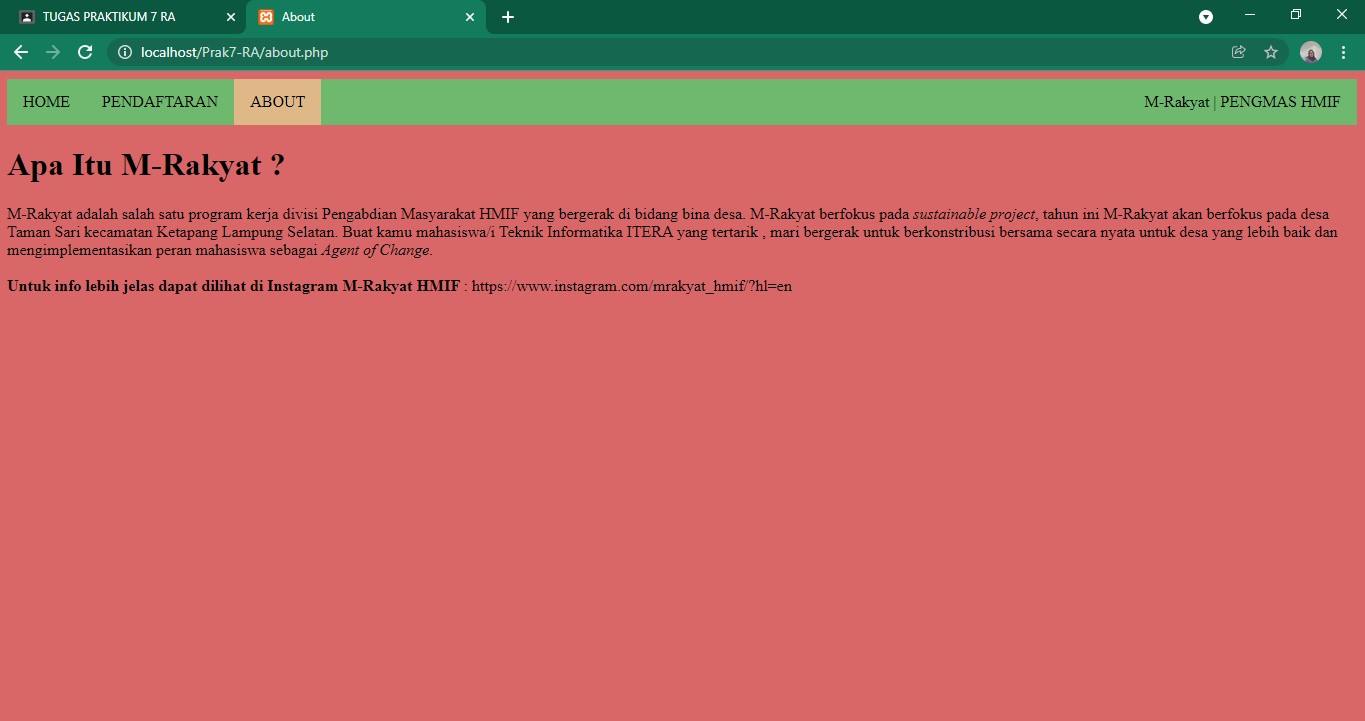 TUGAS PRAKTIKUM 7 RA
About
localhost/Prak7-RA/about.php
HOME PENDAFTARAN ABOUT M-Rakyat | PENGMAS HMIF
Apa Itu M-Rakyat ?
M-Rakyat adalah salah satu program kerja divisi Pengabdian Masyarakat HMIF yang bergerak di bidang bina desa. M-Rakyat berfokus pada sustainable project, tahun ini M-Rakyat akan berfokus pada desa
Taman Sari kecamatan Ketapang Lampung Selatan. Buat kamu mahasiswa/i Teknik Informatika ITERA yang tertarik , mari bergerak untuk berkonstribusi bersama secara nyata untuk desa yang lebih baik dan
mengimplementasikan peran mahasiswa sebagai Agent of Change.
Untuk info lebih jelas dapat dilihat di Instagram M-Rakyat HMIF : https://www.instagram.com/mrakyat_hmif/?hl=en